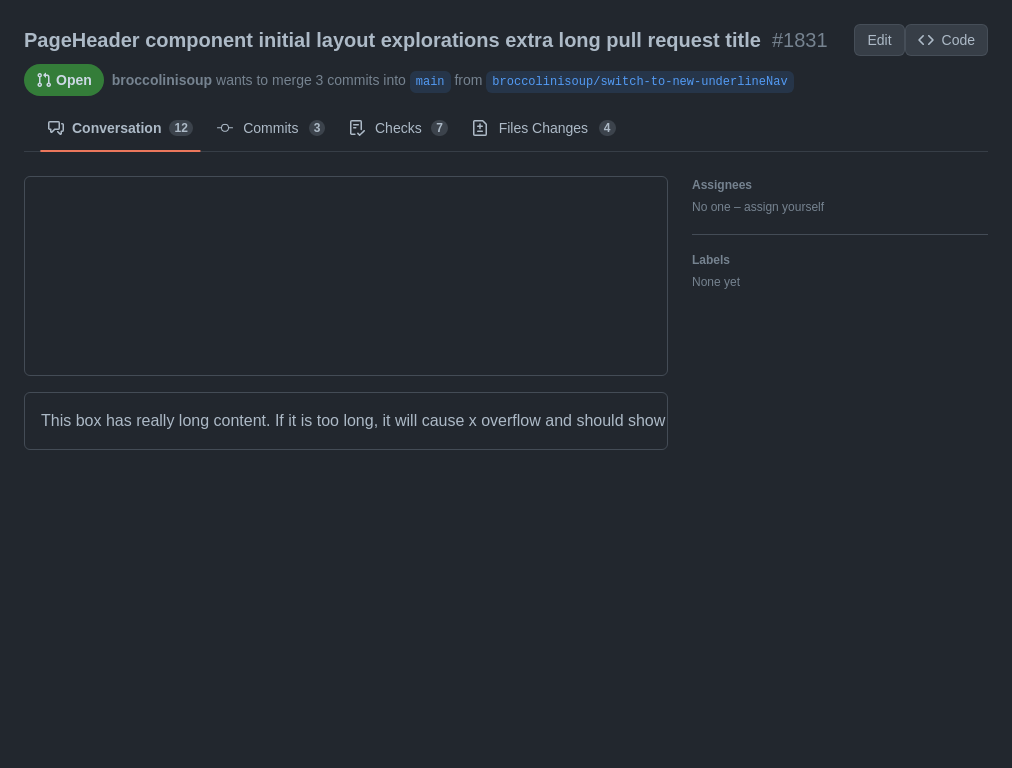 PageHeader component initial layout explorations extra long pull request title #1831
Edit
Code
Open
broccolinisoup wants to merge 3 commits into main from broccolinisoup/switch-to-new-underlineNav
Conversation 12
Commits 3
Checks 7
Files Changes 4
Assignees
No one – assign yourself
Labels
None yet
This box has really long content. If it is too long, it will cause x overflow and should show